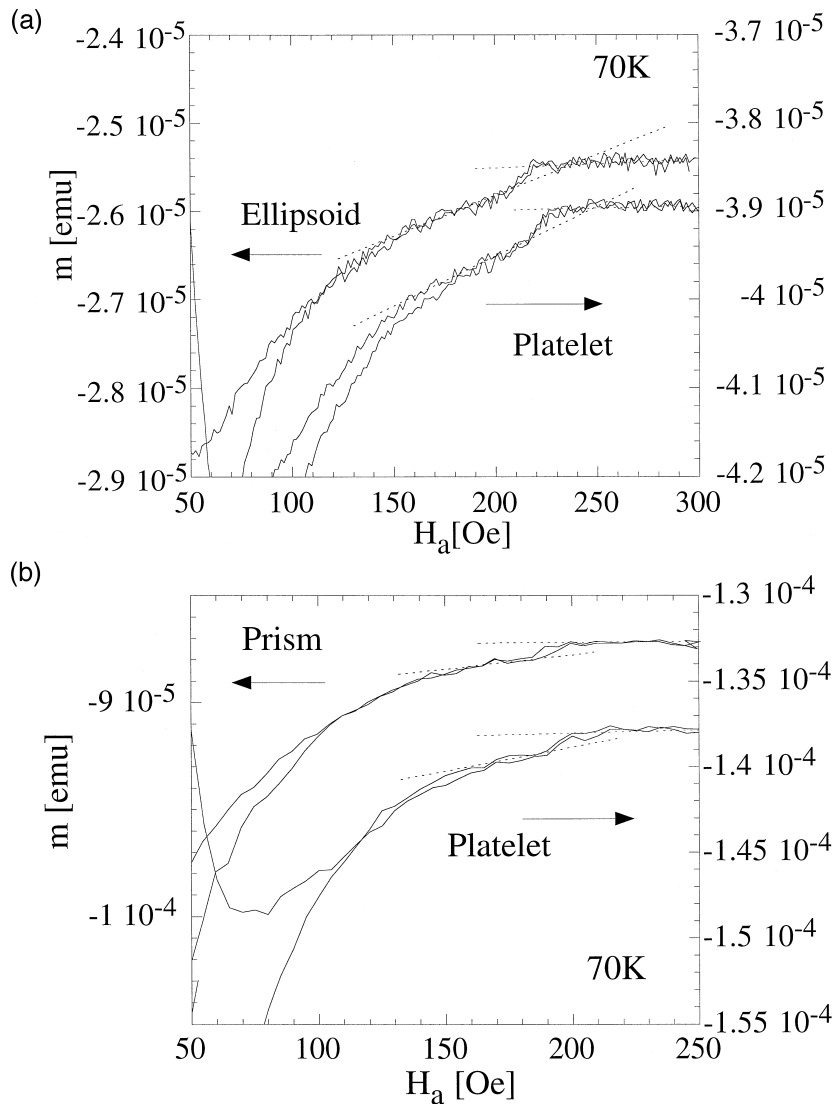 (a)
-2.4 10-5
-2.5 10-5
-2.6 10-5
-2.7 10-5
-2.8 10-5
-2.9 10-5
m [emu]
70K
Ellipsoid
Platelet
-3.7 10-5
-3.8 10-5
-3.9 10-5
-4 10-5
-4.1 10-5
-4.2 10-5
50 100 150 200 250 300
Ha[Oe]
(b)
-9 10-5
-1 10-4
m [emu]
Prism
Platelet
70K
-1.3 10-4
-1.35 10-4
-1.4 10-4
-1.45 10-4
-1.5 10-4
-1.55 10-4
50 100 150 200 250
Ha [Oe]